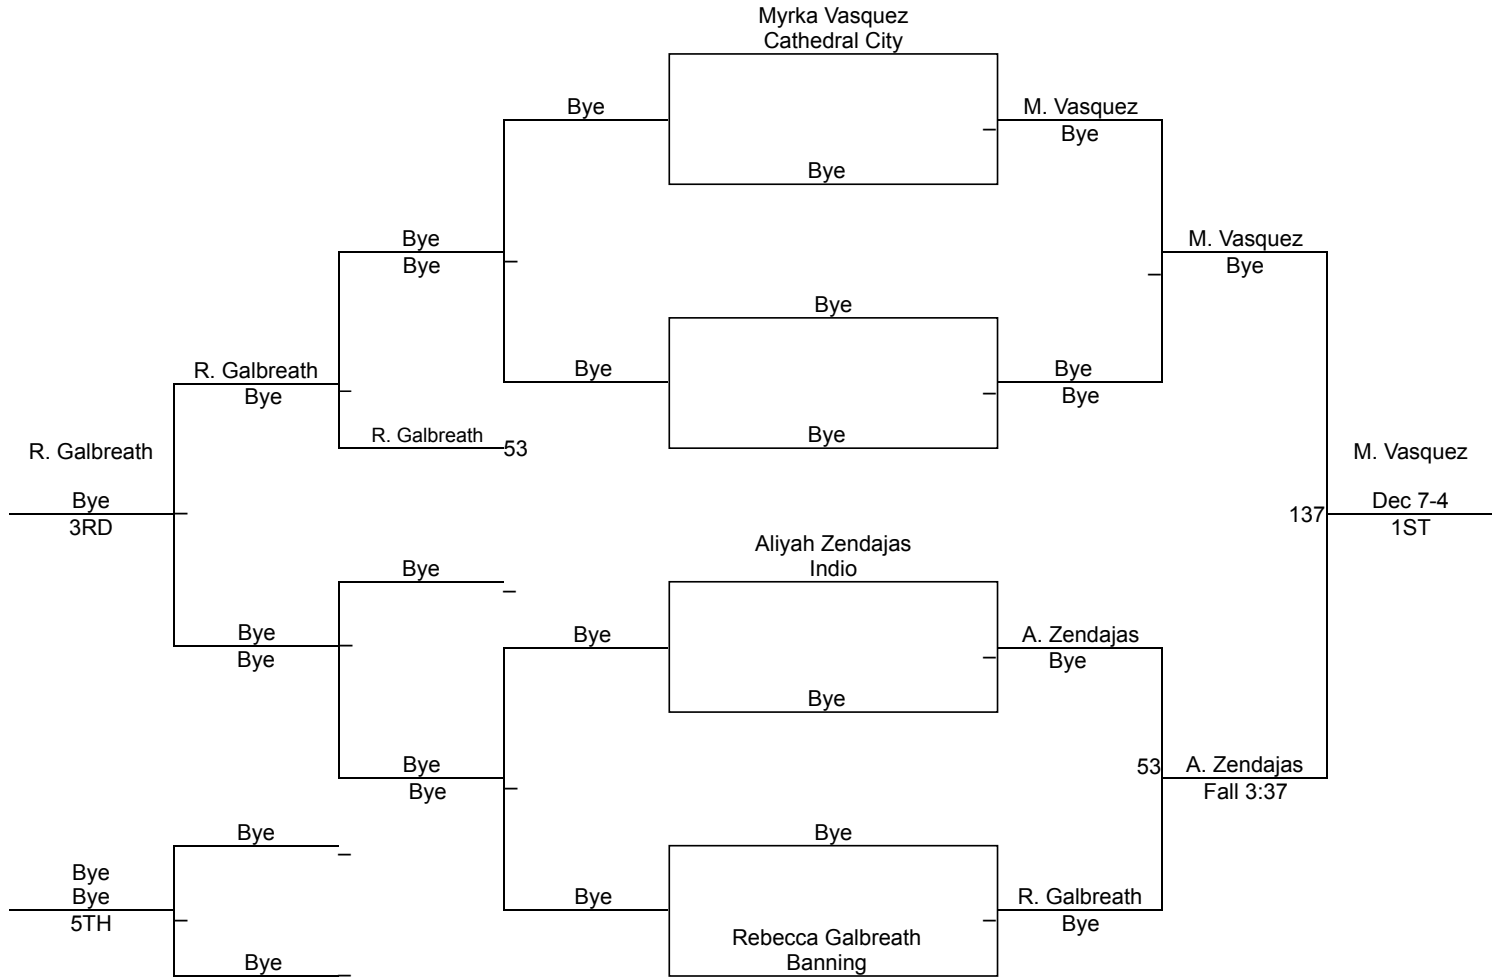 Myrka Vasquez
Cathedral City
Bye
M. Vasquez
Bye
Bye
Bye
Bye
M. Vasquez
Bye
Bye
Bye
Bye
Bye
Bye
R. Galbreath
Bye
R. Galbreath
53
Bye
R. Galbreath
Bye
3RD
M. Vasquez
137
Dec 7-4
1ST
Aliyah Zendajas
Indio
Bye
Bye
Bye
Bye
A. Zendajas
Bye
Bye
Bye
Bye
53
A. Zendajas
Fall 3:37
Bye
Bye
Bye
Bye
5TH
Bye
R. Galbreath
Bye
Rebecca Galbreath
Banning
Bye